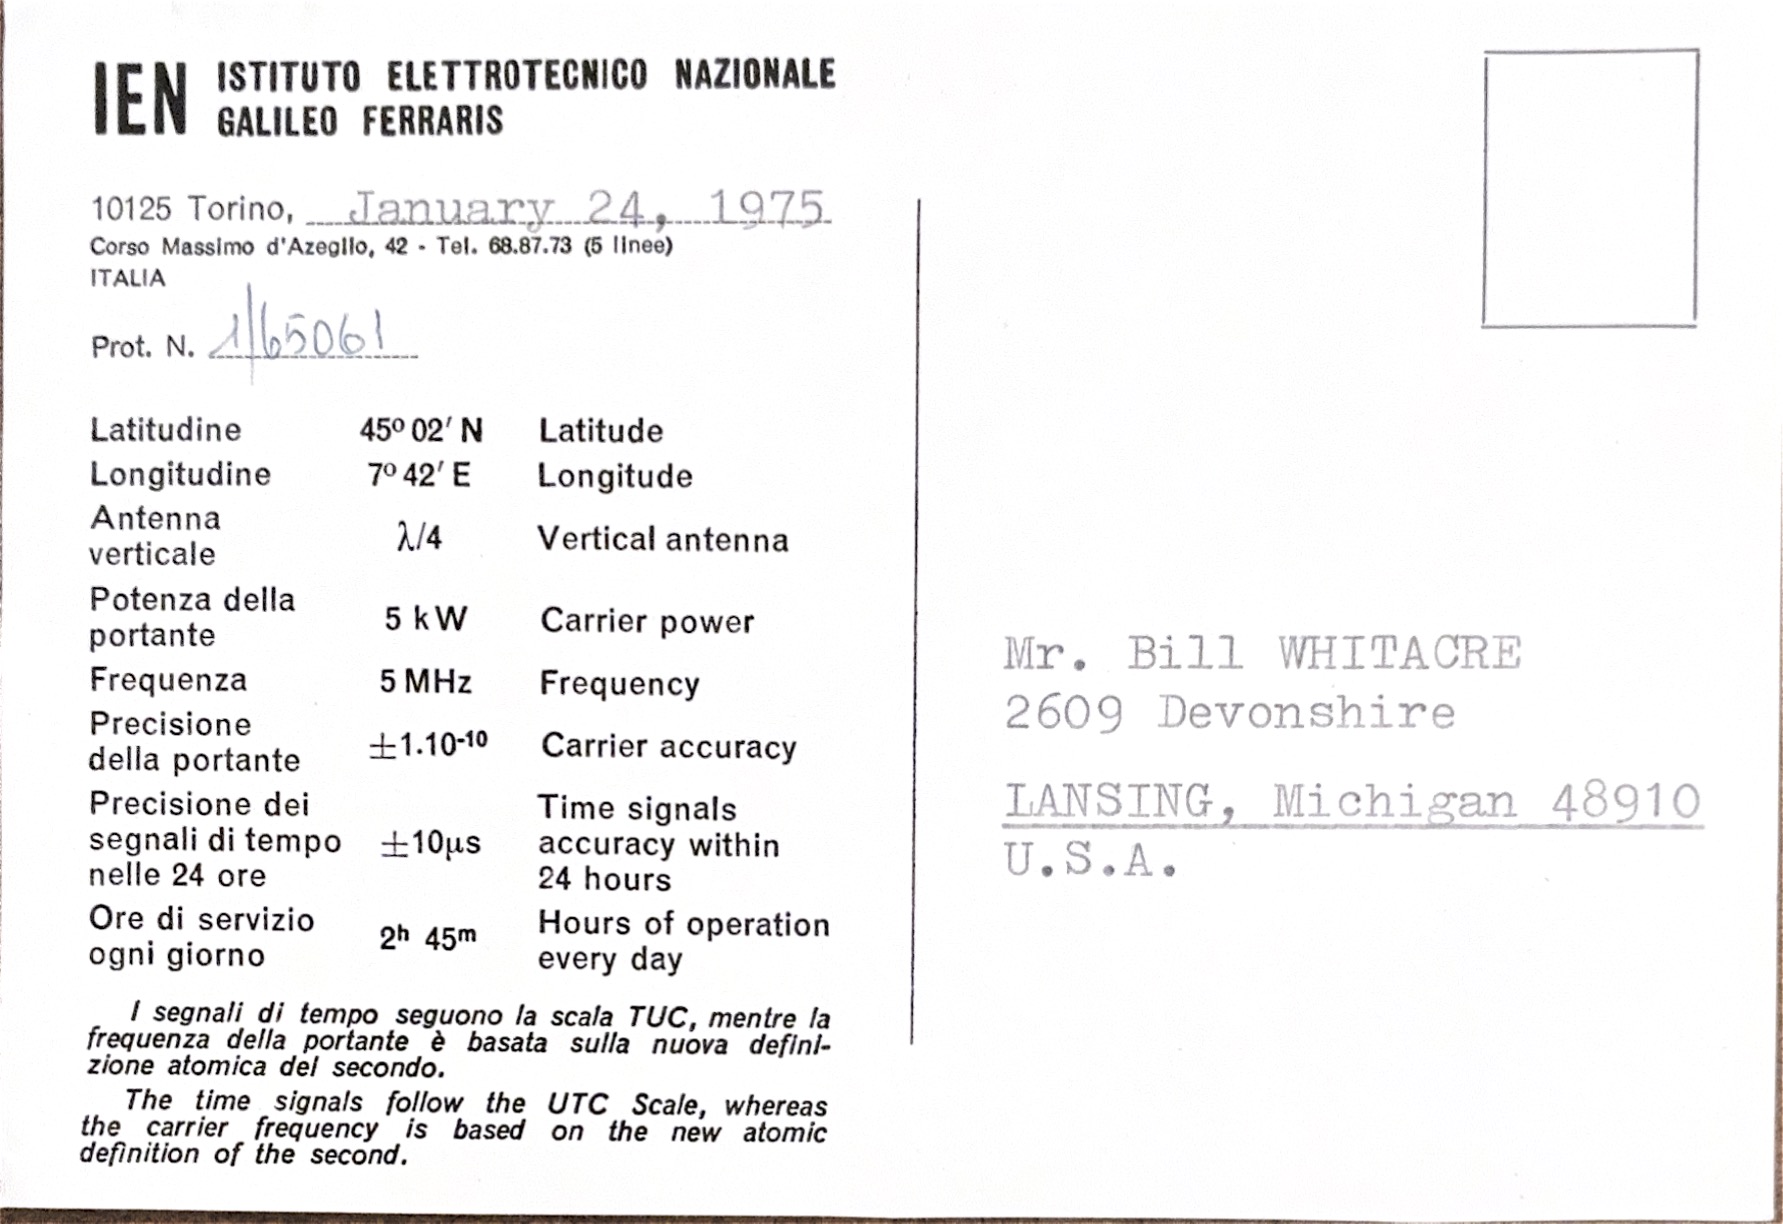 IEN ISTITUTO ELETTROTECNICO NAZIONALE
GALILEO FERRARIS
10125 Torino, January 24, 1975
Corso Massimo d'Azeglio, 42 - Tel. 68.87.73 (5 linee)
ITALIA
Prot. N. 1/65061
Latitudine 45º 02′ N Latitude
Longitudine 7º 42′ E Longitude
Antenna
verticale λ/4 Vertical antenna
Potenza della
portante 5 kW Carrier power
Frequenza 5 MHz Frequency
Precisione
della portante ±1.10⁻¹⁰ Carrier accuracy
Precisione dei Time signals
segnali di tempo ±10µs accuracy within
nelle 24 ore 24 hours
Ore di servizio 2ʰ 45ᵐ Hours of operation
ogni giorno every day
I segnali di tempo seguono la scala TUC, mentre la
frequenza della portante è basata sulla nuova defini-
zione atomica del secondo.
The time signals follow the UTC Scale, whereas
the carrier frequency is based on the new atomic
definition of the second.
Mr. Bill WHITACRE
2609 Devonshire
LANSING, Michigan 48910
U.S.A.